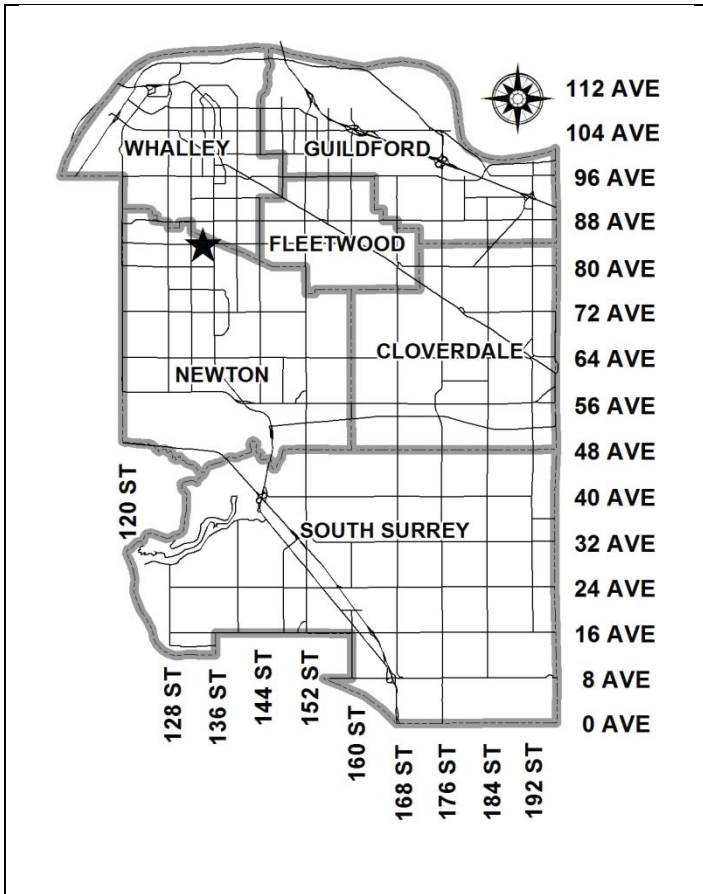 112 AVE
104 AVE
WHALLEY
GUILDFORD
96 AVE
88 AVE
FLEETWOOD
80 AVE
72 AVE
64 AVE
CLOVERDALE
NEWTON
56 AVE
48 AVE
120 ST
40 AVE
SOUTH SURREY
32 AVE
24 AVE
16 AVE
8 AVE
0 AVE
128 ST
136 ST
144 ST
152 ST
160 ST
168 ST
176 ST
184 ST
192 ST